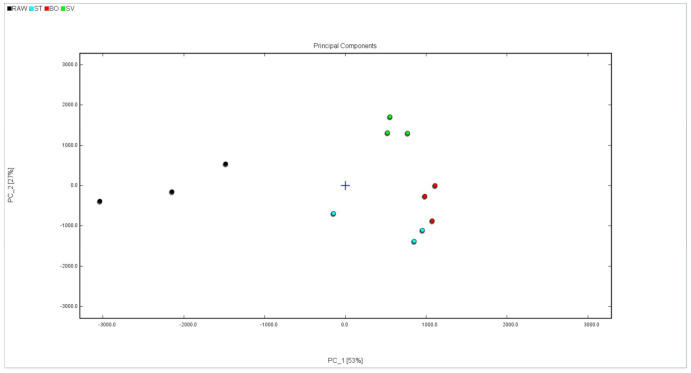 RAW ST BO SV
Principal Components
3000.0
2000.0
1000.0
0.0
-1000.0
-2000.0
-3000.0
PC_2 [27%]
-3000.0 -2000.0 -1000.0 0.0 1000.0 2000.0 3000.0
PC_1 [53%]